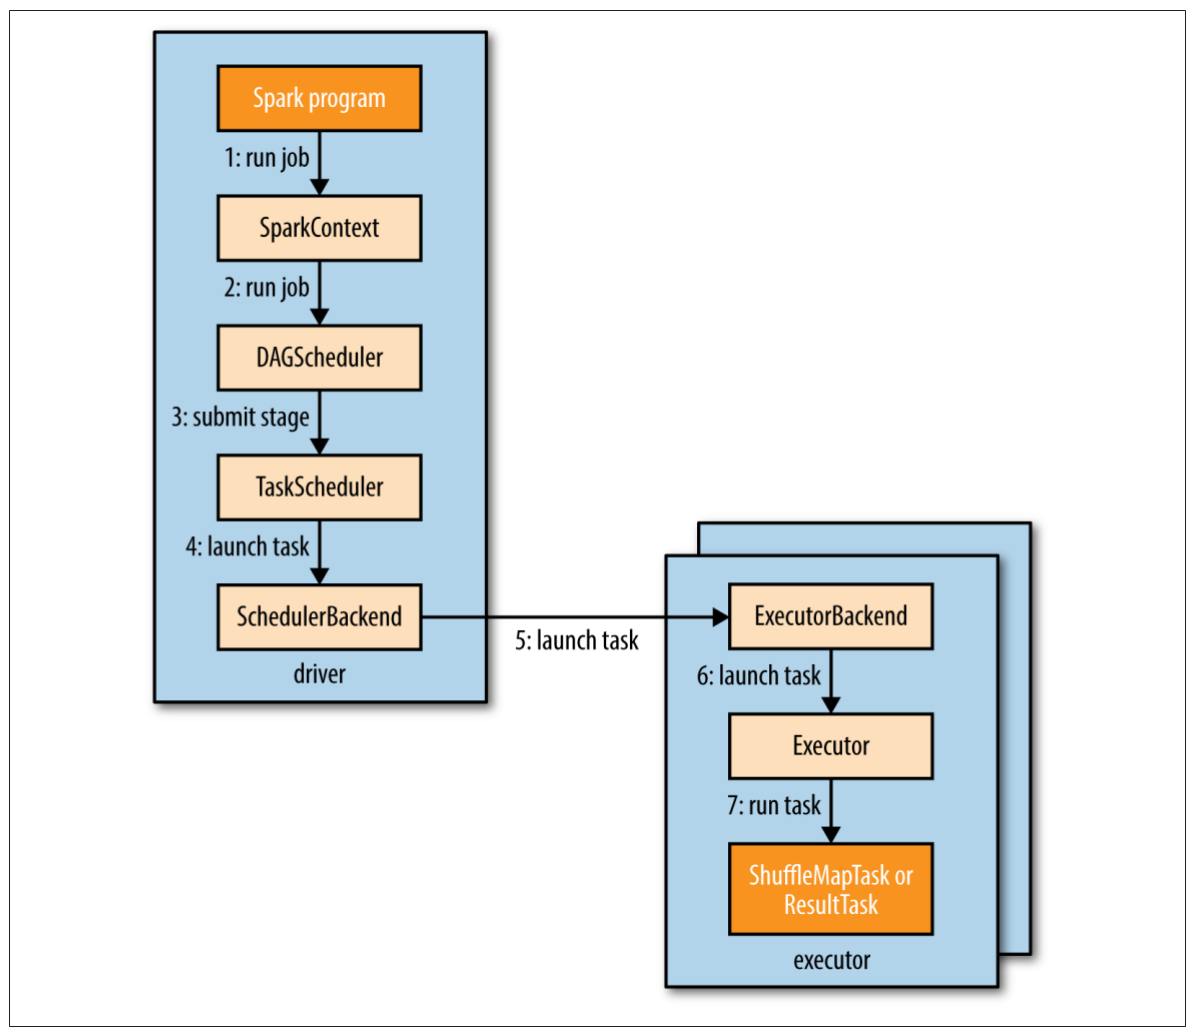 Spark program
1: run job
SparkContext
2: run job
DAGScheduler
3: submit stage
TaskScheduler
4: launch task
SchedulerBackend
driver
5: launch task
ExecutorBackend
6: launch task
Executor
7: run task
ShuffleMapTask or
ResultTask
executor